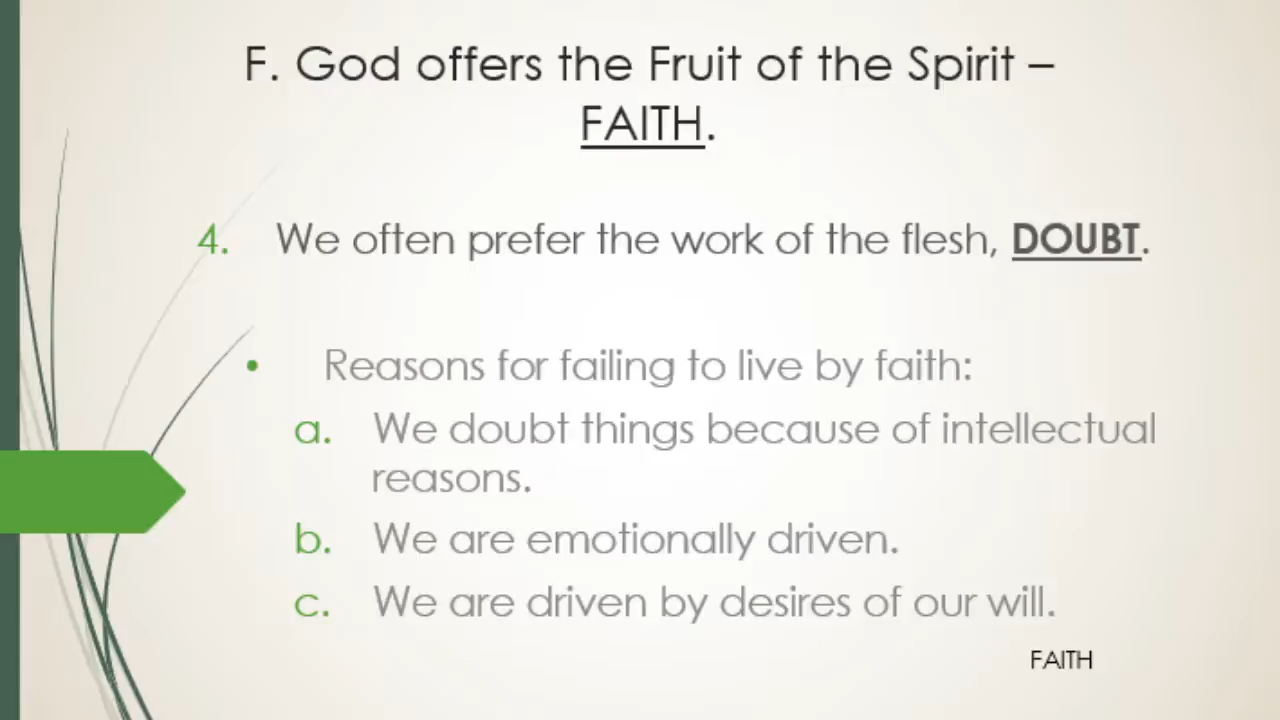 F. God offers the Fruit of the Spirit –
FAITH.
4. We often prefer the work of the flesh, DOUBT.
• Reasons for failing to live by faith:
a. We doubt things because of intellectual
reasons.
b. We are emotionally driven.
c. We are driven by desires of our will.
FAITH